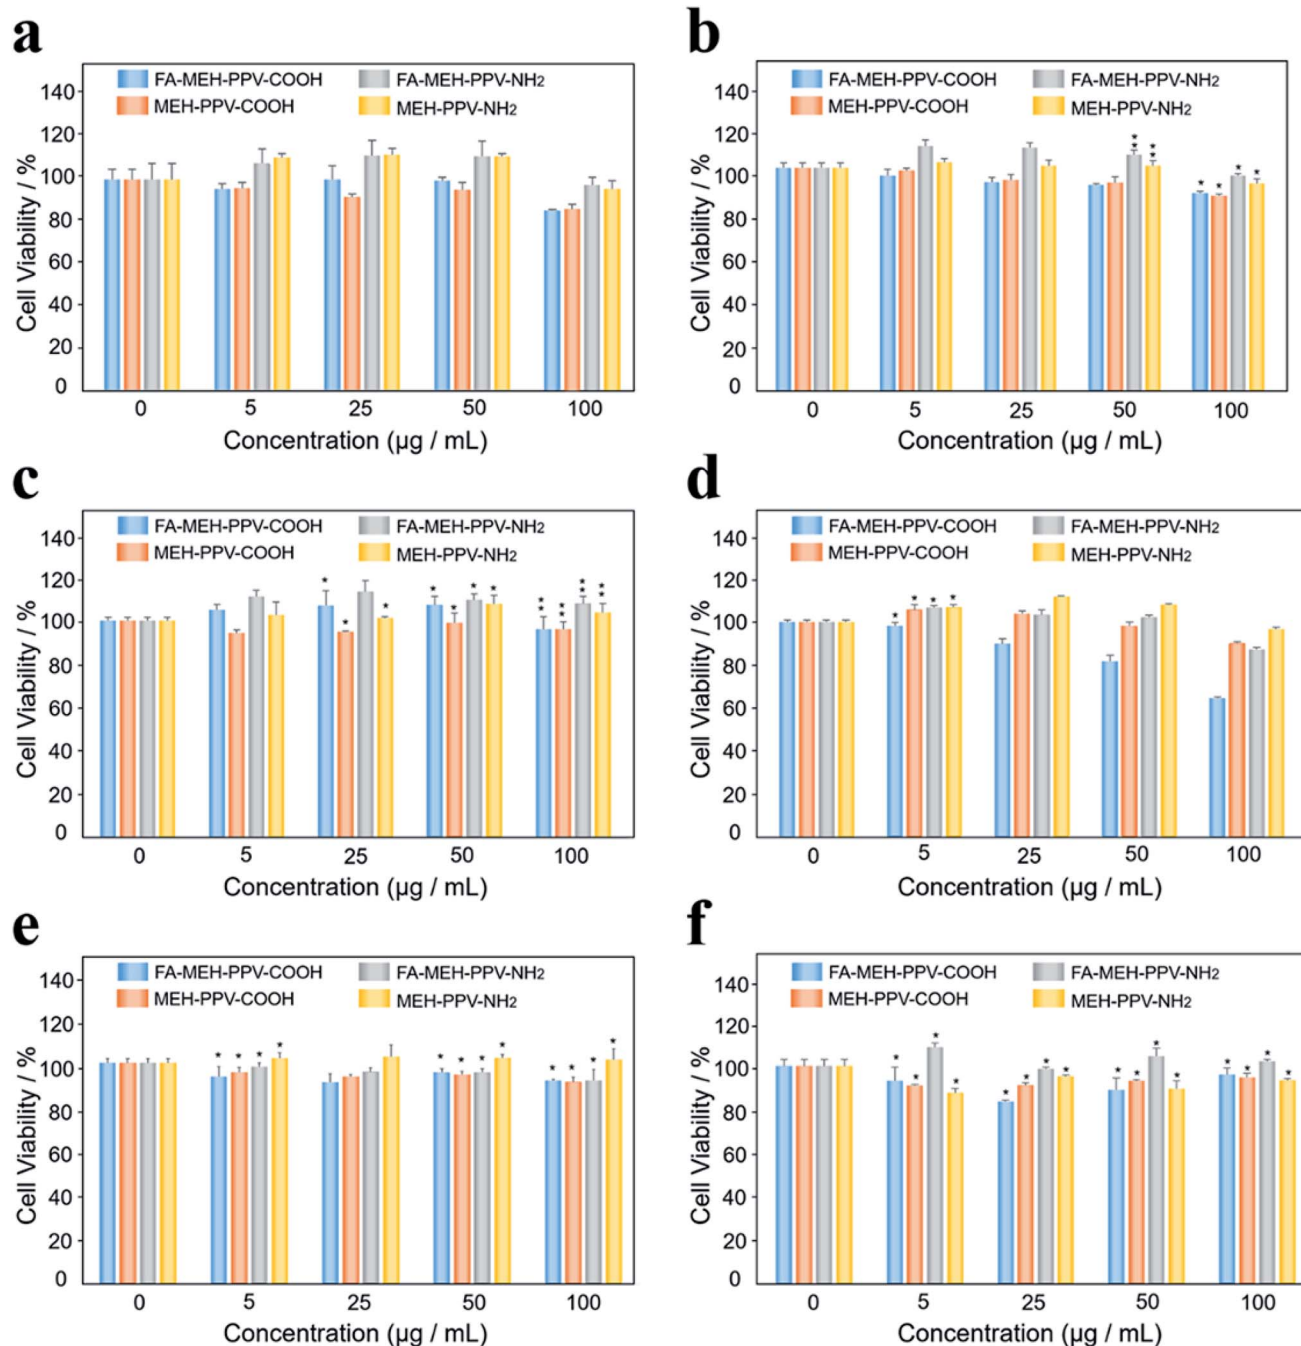 a
FA-MEH-PPV-COOH FA-MEH-PPV-NH2
MEH-PPV-COOH MEH-PPV-NH2
140
120
100
80
60
40
20
0
Cell Viability / %
0 5 25 50 100
Concentration (µg / mL)
b
FA-MEH-PPV-COOH FA-MEH-PPV-NH2
MEH-PPV-COOH MEH-PPV-NH2
140
120
100
80
60
40
20
0
Cell Viability / %
* * * *
* * * *
0 5 25 50 100
Concentration (µg / mL)
c
FA-MEH-PPV-COOH FA-MEH-PPV-NH2
MEH-PPV-COOH MEH-PPV-NH2
140
120
100
80
60
40
20
0
Cell Viability / %
* * *
* * * *
** ** ** **
0 5 25 50 100
Concentration (µg / mL)
d
FA-MEH-PPV-COOH FA-MEH-PPV-NH2
MEH-PPV-COOH MEH-PPV-NH2
140
120
100
80
60
40
20
0
Cell Viability / %
* * * *
0 5 25 50 100
Concentration (µg / mL)
e
FA-MEH-PPV-COOH FA-MEH-PPV-NH2
MEH-PPV-COOH MEH-PPV-NH2
140
120
100
80
60
40
20
0
Cell Viability / %
* * * *
* * * *
* * * *
0 5 25 50 100
Concentration (µg / mL)
f
FA-MEH-PPV-COOH FA-MEH-PPV-NH2
MEH-PPV-COOH MEH-PPV-NH2
140
120
100
80
60
40
20
0
Cell Viability / %
* * * *
* * * *
* * * *
* * * *
0 5 25 50 100
Concentration (µg / mL)